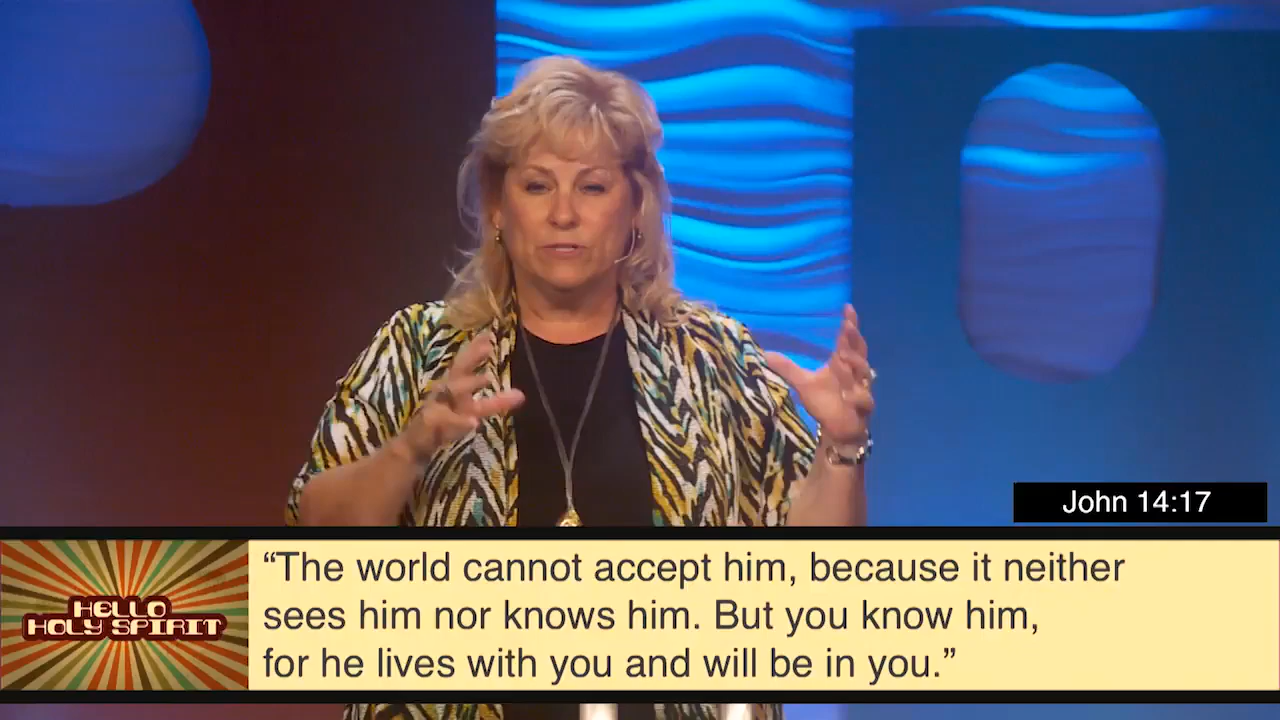 John 14:17
HELLO
HOLY SPIRIT
“The world cannot accept him, because it neither
sees him nor knows him. But you know him,
for he lives with you and will be in you.”